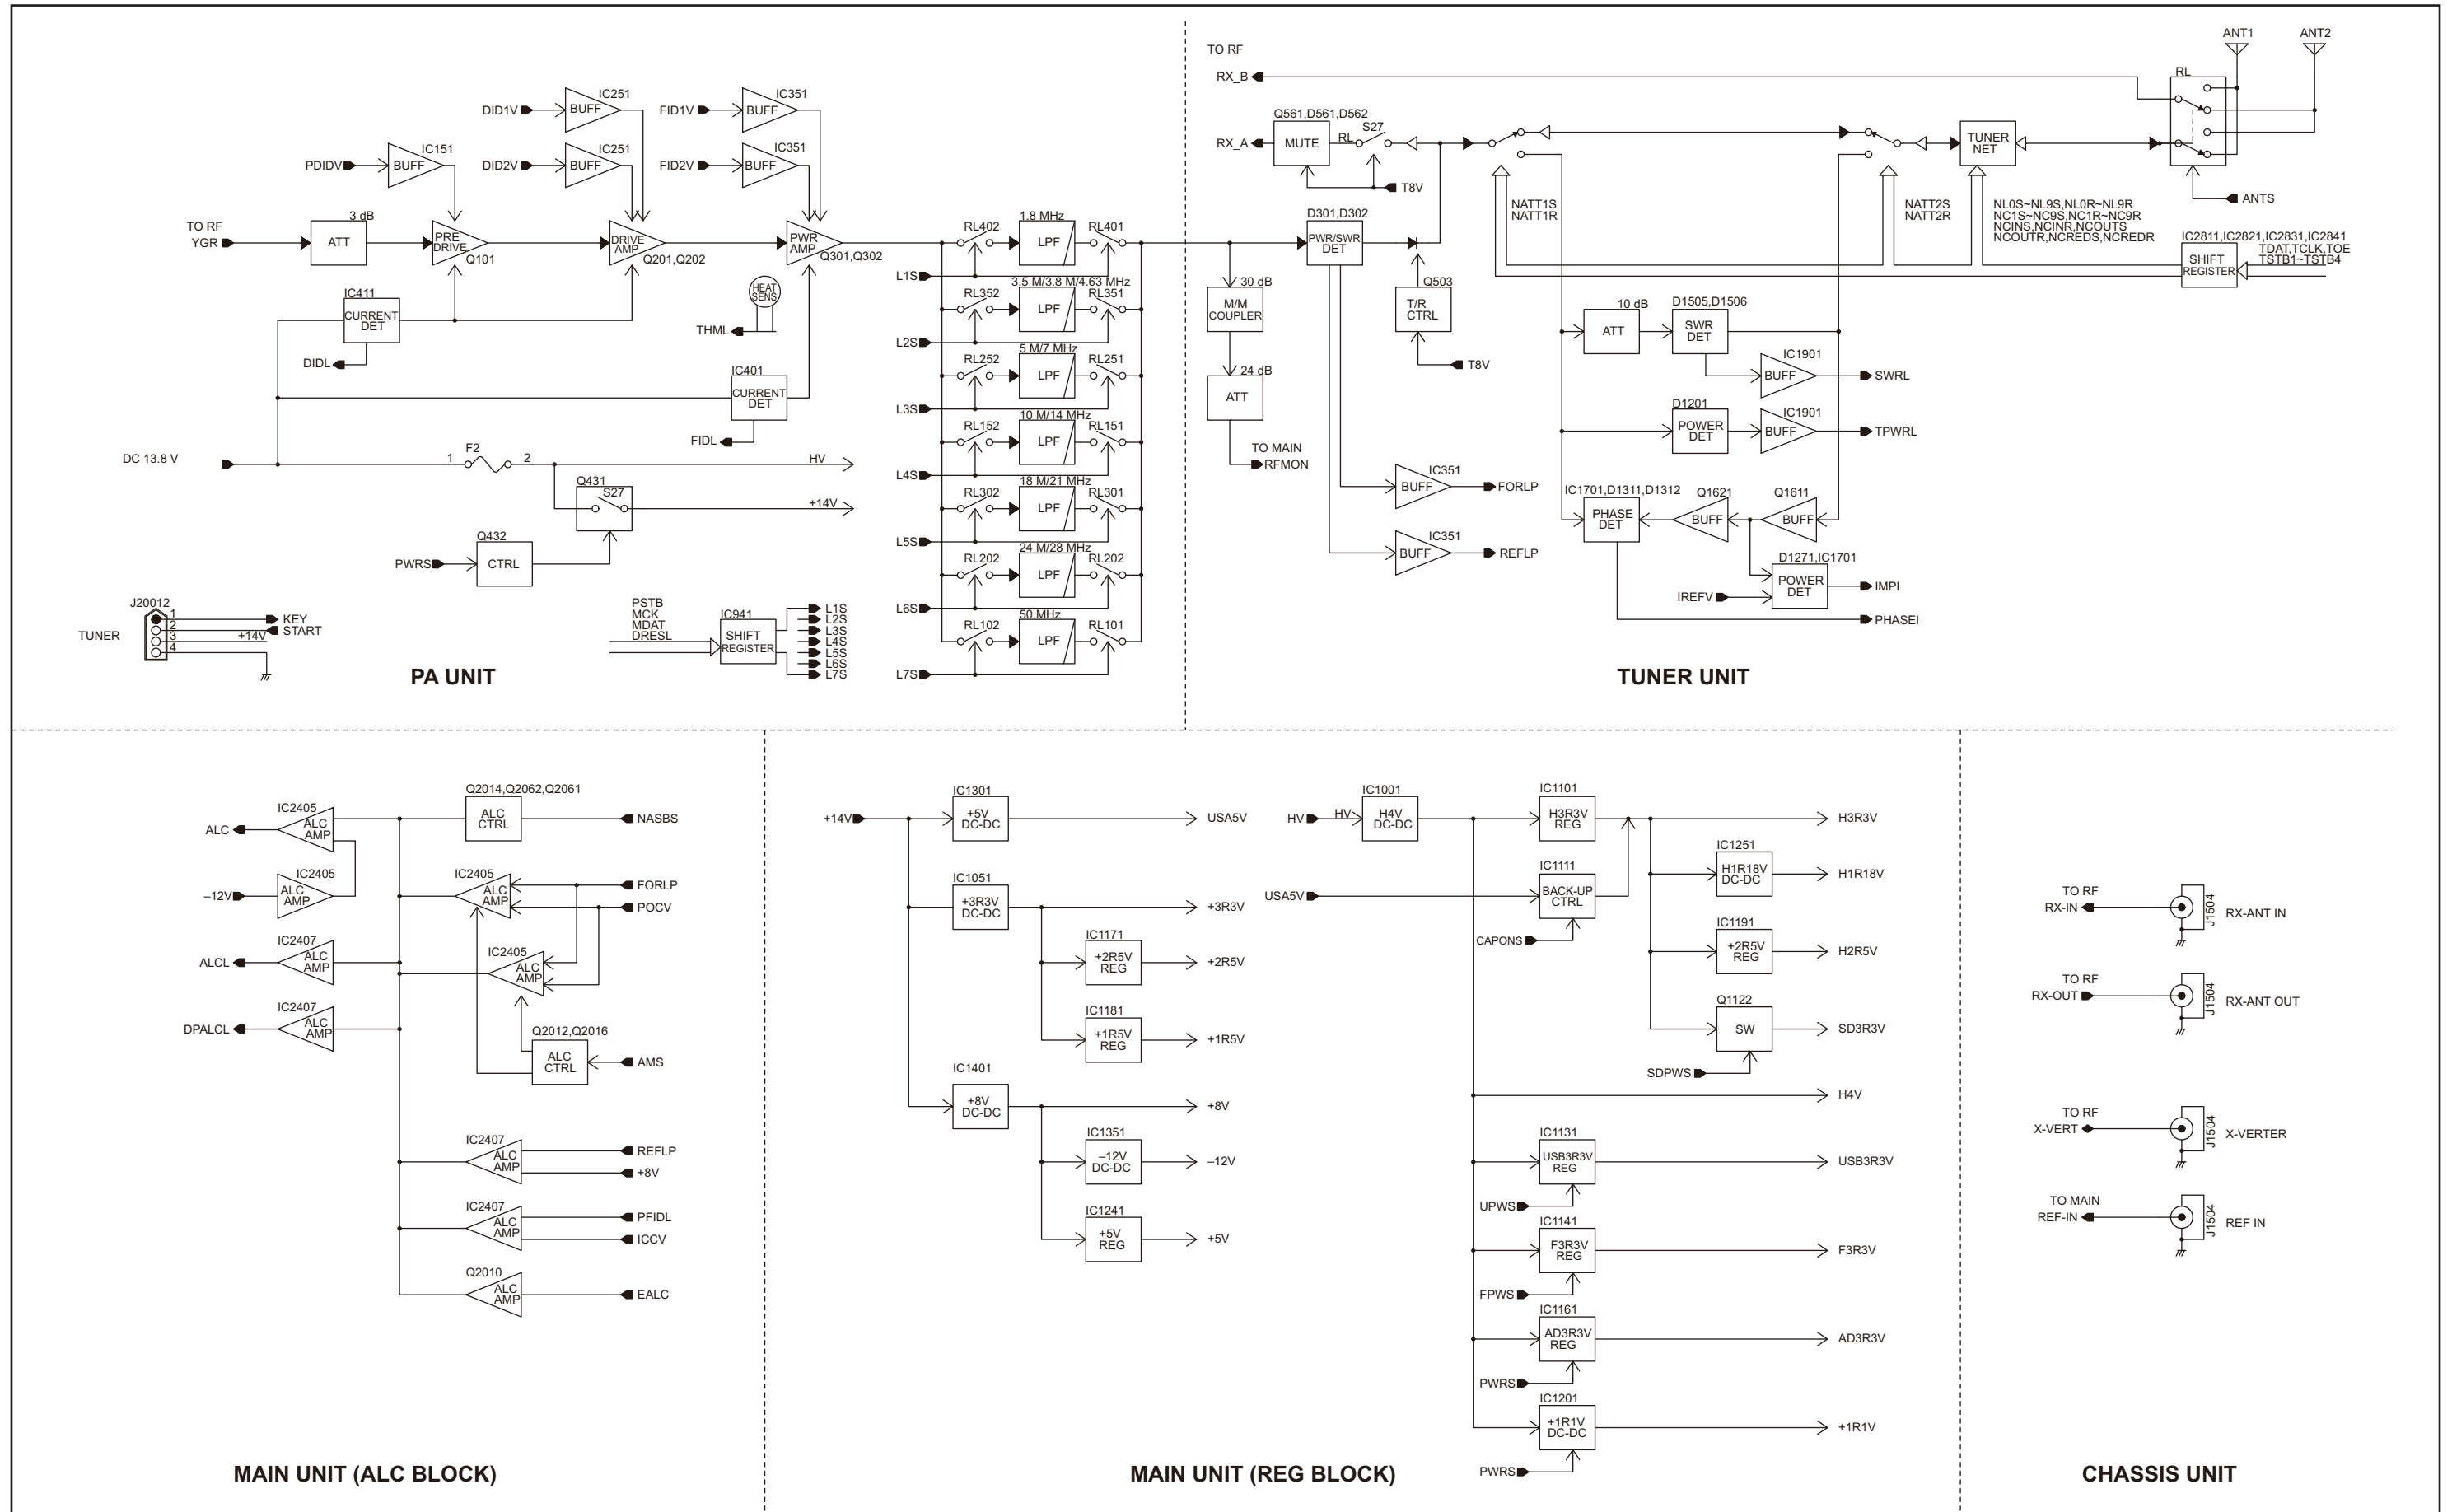 TO RF
YGR
3 dB
ATT
PDIDV
IC151
BUFF
PRE
DRIVE
Q101
DID1V
IC251
BUFF
DID2V
IC251
BUFF
DRIVE
AMP
Q201,Q202
FID1V
IC351
BUFF
FID2V
IC351
BUFF
PWR
AMP
Q301,Q302
IC411
CURRENT
DET
DIDL
HEAT
SENS
THML
IC401
CURRENT
DET
FIDL
DC 13.8 V
1
F2
2
HV
Q431
S27
+14V
Q432
PWRS
CTRL
J20012
TUNER
1
2
3
4
KEY
START
+14V
PSTB
MCK
MDAT
DRESL
IC941
SHIFT
REGISTER
L1S
L2S
L3S
L4S
L5S
L6S
L7S
PA UNIT
RL402
1.8 MHz
LPF
RL401
L1S
RL352
3.5 M/3.8 M/4.63 MHz
LPF
RL351
L2S
RL252
5 M/7 MHz
LPF
RL251
L3S
RL152
10 M/14 MHz
LPF
RL151
L4S
RL302
18 M/21 MHz
LPF
RL301
L5S
RL202
24 M/28 MHz
LPF
RL202
L6S
RL102
50 MHz
LPF
RL101
L7S
TO RF
RX_B
RX_A
Q561,D561,D562
MUTE
RL
S27
T8V
D301,D302
PWR/SWR
DET
Q503
T/R
CTRL
T8V
30 dB
M/M
COUPLER
24 dB
ATT
TO MAIN
RFMON
IC351
BUFF
FORLP
IC351
BUFF
REFLP
NATT1S
NATT1R
NATT2S
NATT2R
TUNER
NET
NL0S~NL9S,NL0R~NL9R
NC1S~NC9S,NC1R~NC9R
NCINS,NCINR,NCOUTS
NCOUTR,NCREDS,NCREDR
ANT1
ANT2
RL
ANTS
IC2811,IC2821,IC2831,IC2841
SHIFT
REGISTER
TDAT,TCLK,TOE
TSTB1~TSTB4
10 dB
ATT
D1505,D1506
SWR
DET
IC1901
BUFF
SWRL
D1201
POWER
DET
IC1901
BUFF
TPWRL
IC1701,D1311,D1312
PHASE
DET
Q1621
BUFF
Q1611
BUFF
D1271,IC1701
POWER
DET
IREFV
IMPI
PHASEI
TUNER UNIT
IC2405
ALC
AMP
ALC
IC2405
ALC
AMP
–12V
IC2407
ALC
AMP
ALCL
IC2407
ALC
AMP
DPALCL
Q2014,Q2062,Q2061
ALC
CTRL
NASBS
IC2405
ALC
AMP
FORLP
POCV
IC2405
ALC
AMP
Q2012,Q2016
ALC
CTRL
AMS
IC2407
ALC
AMP
REFLP
+8V
IC2407
ALC
AMP
PFIDL
ICCV
Q2010
ALC
AMP
EALC
MAIN UNIT (ALC BLOCK)
+14V
IC1301
+5V
DC-DC
USA5V
IC1051
+3R3V
DC-DC
+3R3V
IC1171
+2R5V
REG
+2R5V
IC1181
+1R5V
REG
+1R5V
IC1401
+8V
DC-DC
+8V
IC1351
–12V
DC-DC
–12V
IC1241
+5V
REG
+5V
HV
HV
IC1001
H4V
DC-DC
IC1101
H3R3V
REG
H3R3V
USA5V
IC1111
BACK-UP
CTRL
CAPONS
IC1251
H1R18V
DC-DC
H1R18V
IC1191
+2R5V
REG
H2R5V
Q1122
SW
SD3R3V
SDPWS
H4V
IC1131
USB3R3V
REG
USB3R3V
UPWS
IC1141
F3R3V
REG
F3R3V
FPWS
IC1161
AD3R3V
REG
AD3R3V
PWRS
IC1201
+1R1V
DC-DC
+1R1V
PWRS
MAIN UNIT (REG BLOCK)
TO RF
RX-IN
J1504
RX-ANT IN
TO RF
RX-OUT
J1504
RX-ANT OUT
TO RF
X-VERT
J1504
X-VERTER
TO MAIN
REF-IN
J1504
REF IN
CHASSIS UNIT